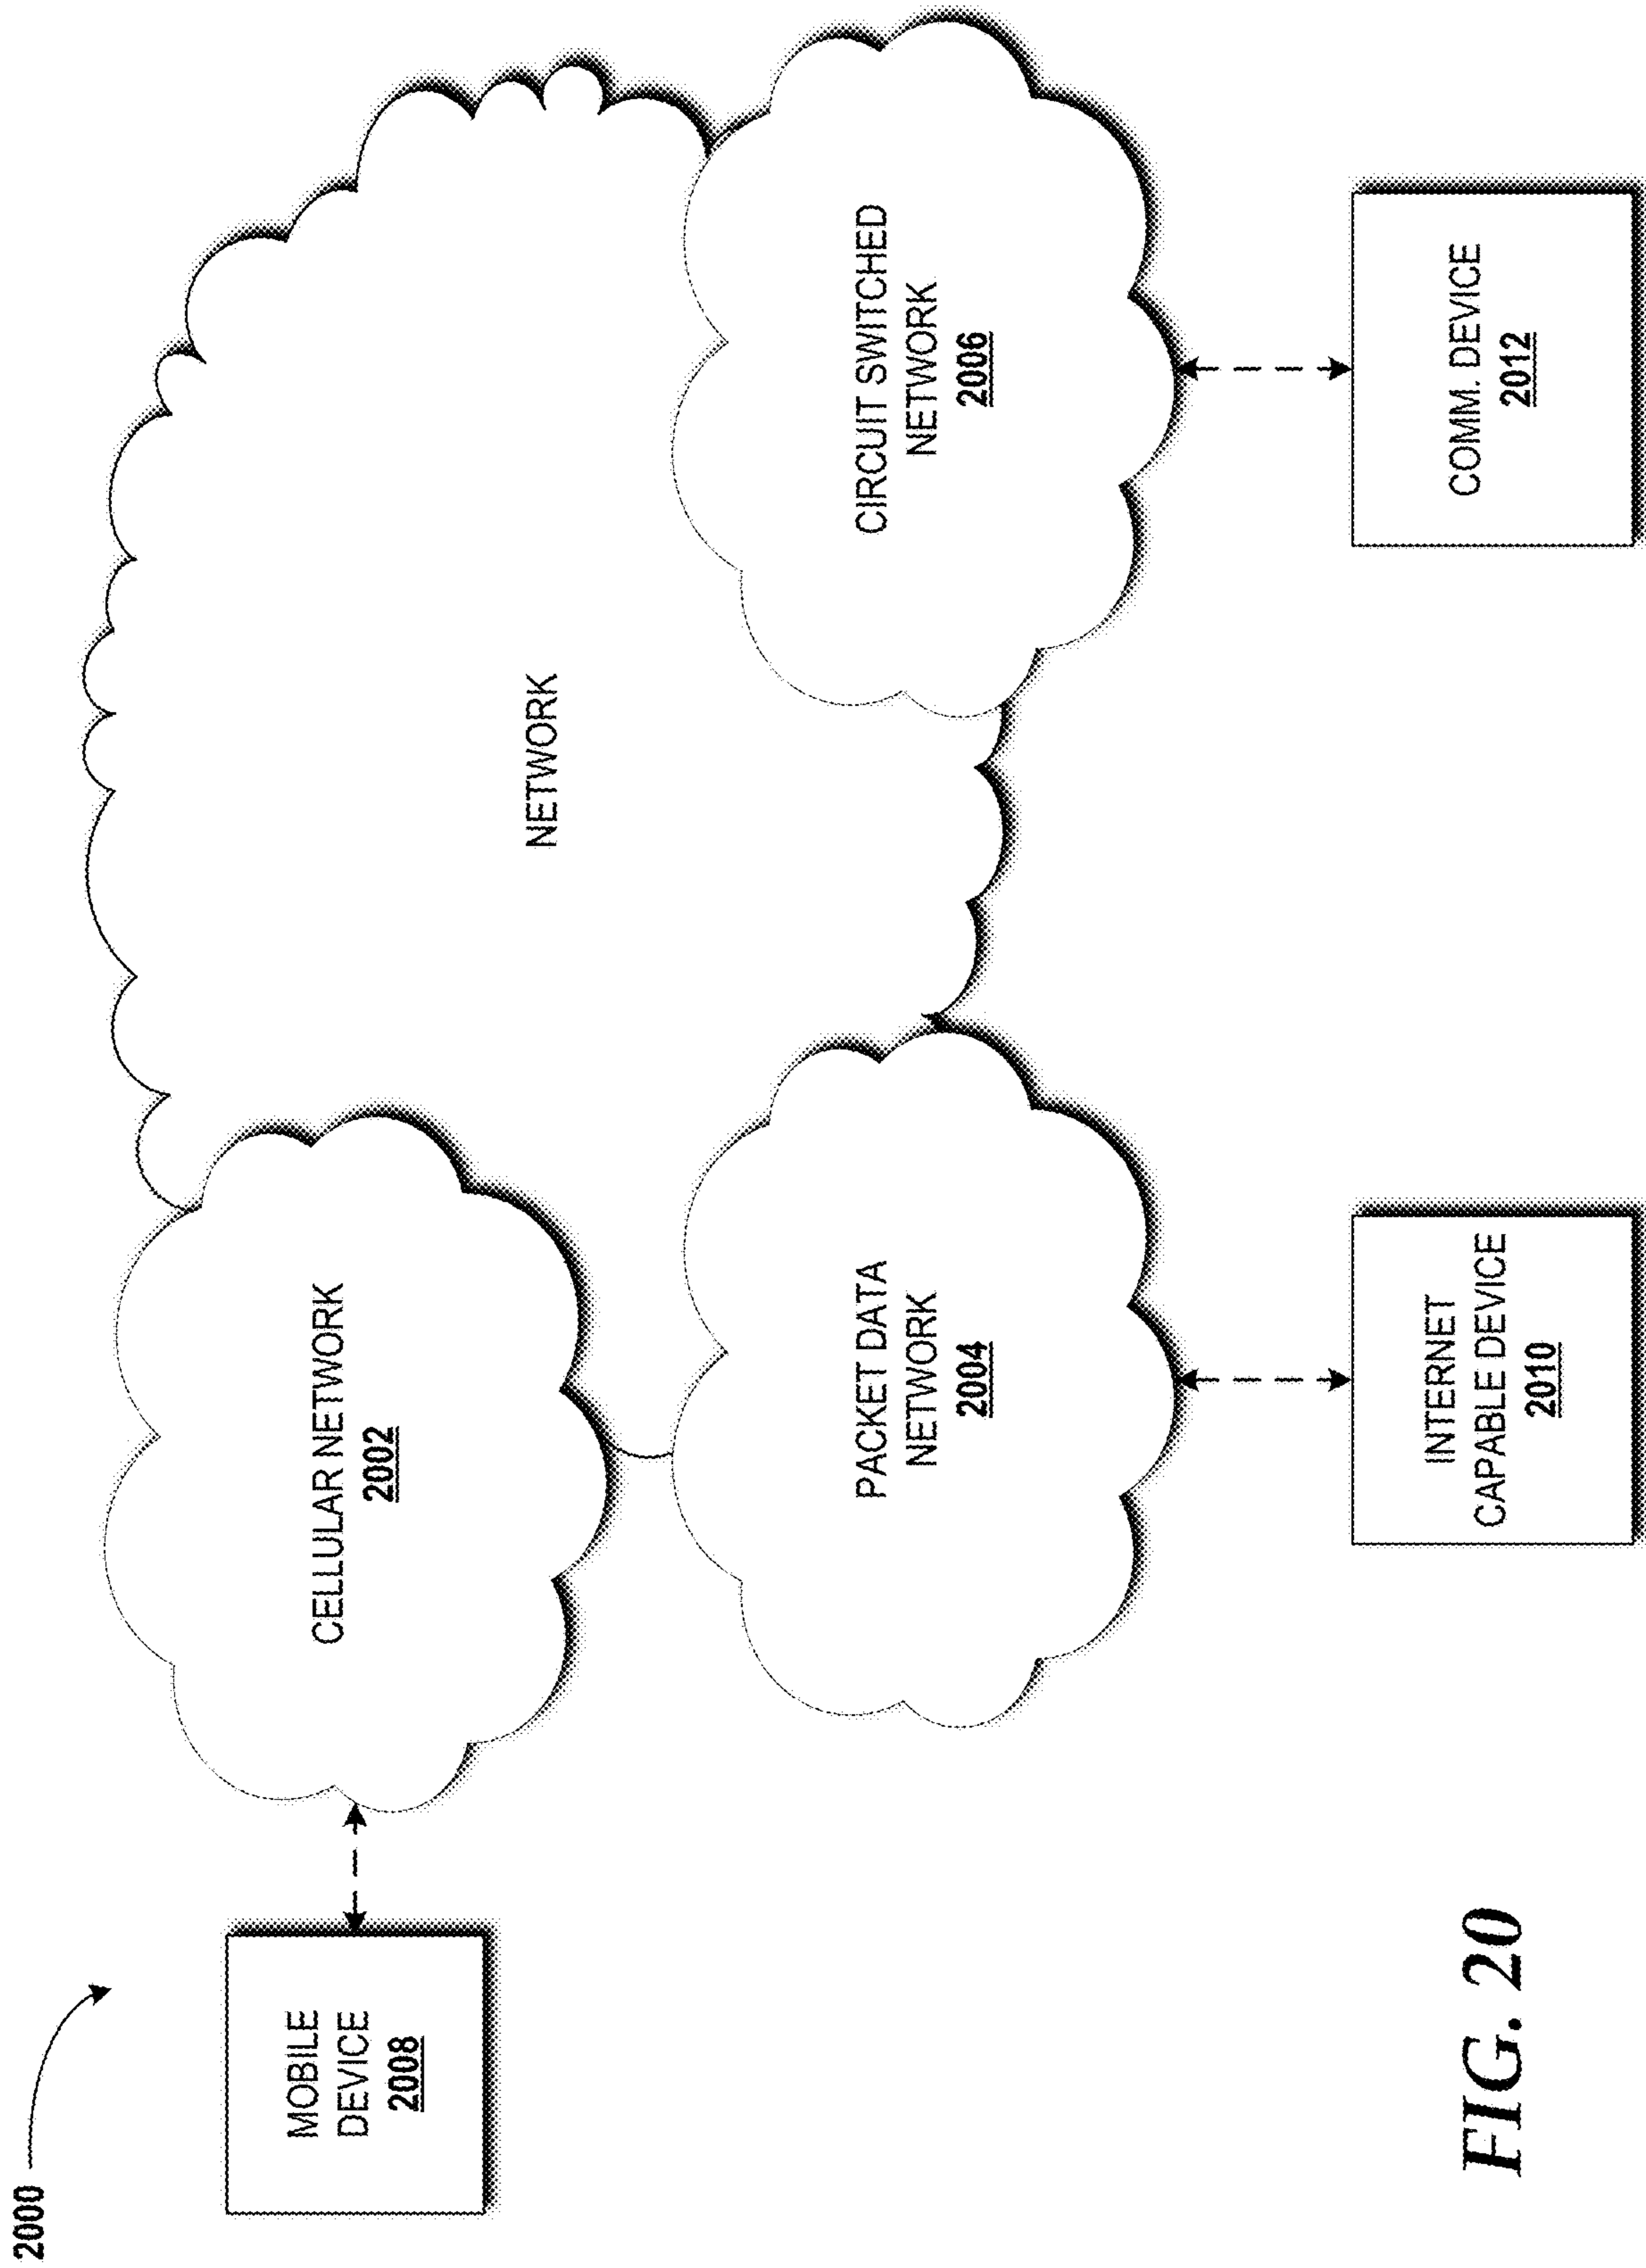 2000
MOBILE
DEVICE
2008
CELLULAR NETWORK
2002
NETWORK
PACKET DATA
NETWORK
2004
CIRCUIT SWITCHED
NETWORK
2006
INTERNET
CAPABLE DEVICE
2010
COMM. DEVICE
2012
FIG. 20